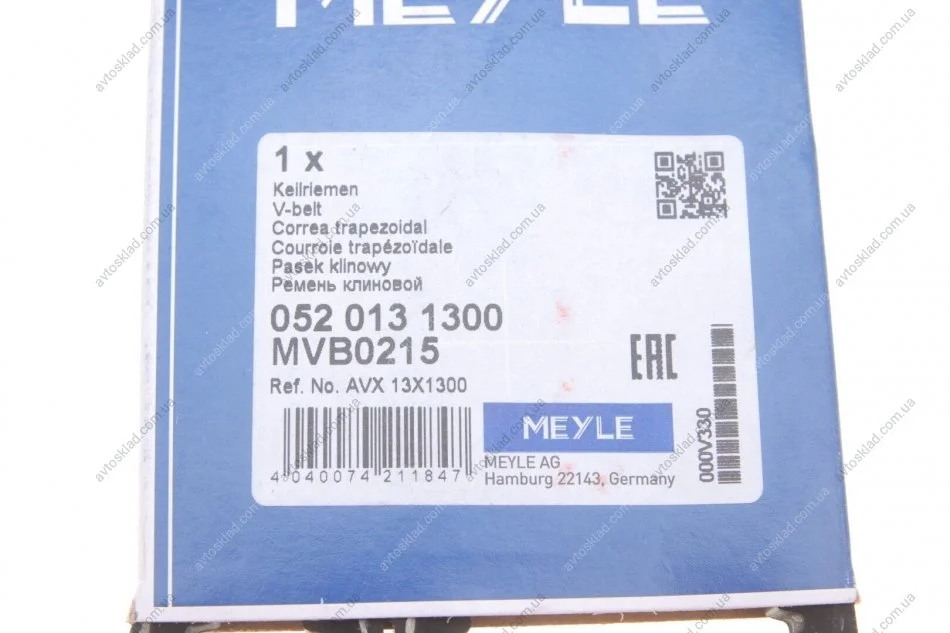 MEYLE
1 x
Keilriemen
V-belt
Correa trapezoidal
Courroie trapézoïdale
Pasek klinowy
Ремень клиновой
052 013 1300
MVB0215
Ref. No. AVX 13X1300
EAC
MEYLE
MEYLE AG
Hamburg 22143, Germany
4 040074 211847
000V330
avtosklad.com.ua